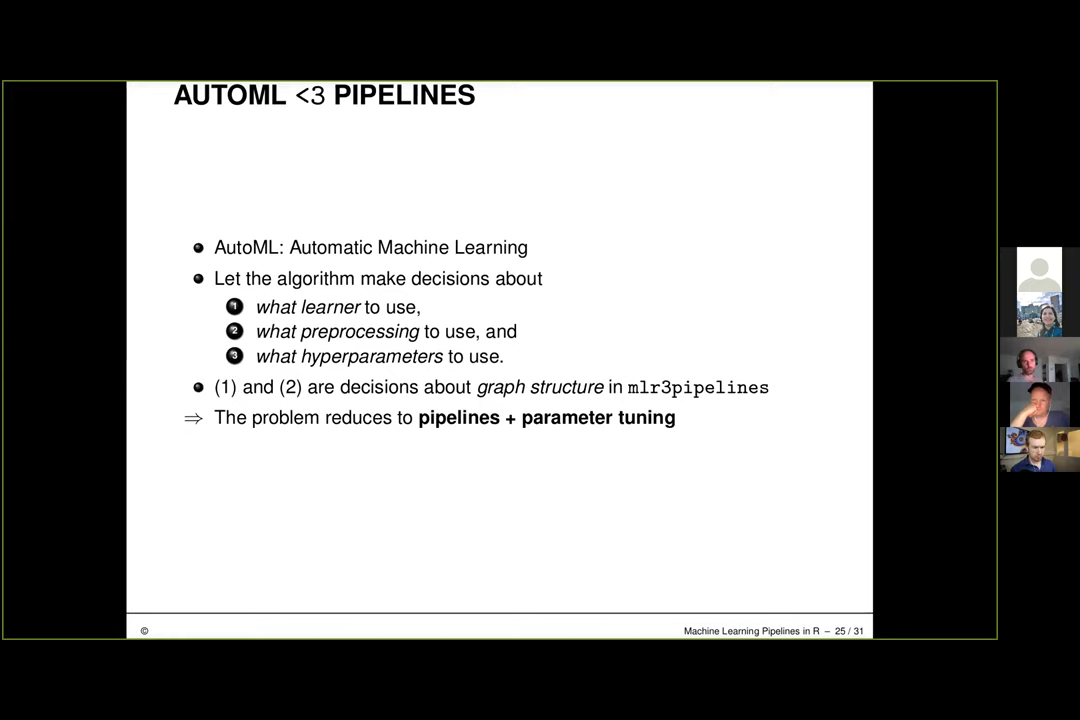 AUTOML <3 PIPELINES
AutoML: Automatic Machine Learning
Let the algorithm make decisions about
1 what learner to use,
2 what preprocessing to use, and
3 what hyperparameters to use.
(1) and (2) are decisions about graph structure in mlr3pipelines
⇒ The problem reduces to pipelines + parameter tuning
© Machine Learning Pipelines in R – 25 / 31